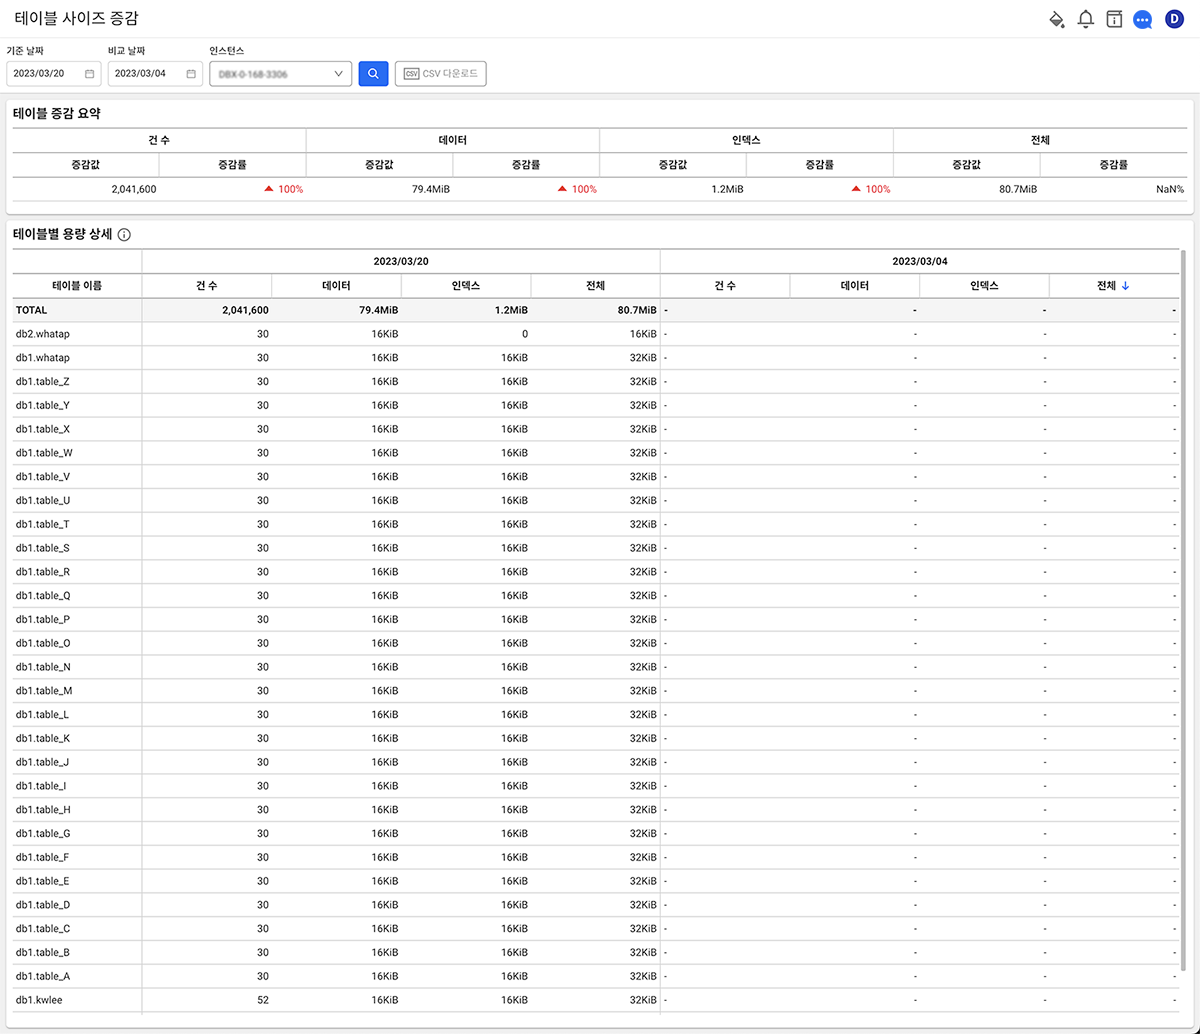 테이블 사이즈 증감
D
기준 날짜 비교 날짜 인스턴스
2023/03/20 2023/03/04 DBX-0-168-3306 CSV CSV 다운로드
테이블 증감 요약
건 수 데이터 인덱스 전체
증감값 증감률 증감값 증감률 증감값 증감률 증감값 증감률
2,041,600 100% 79.4MiB 100% 1.2MiB 100% 80.7MiB NaN%
테이블별 용량 상세
2023/03/20 2023/03/04
테이블 이름 건 수 데이터 인덱스 전체 건 수 데이터 인덱스 전체
TOTAL 2,041,600 79.4MiB 1.2MiB 80.7MiB - - - -
db2.whatap 30 16KiB 0 16KiB - - - -
db1.whatap 30 16KiB 16KiB 32KiB - - - -
db1.table_Z 30 16KiB 16KiB 32KiB - - - -
db1.table_Y 30 16KiB 16KiB 32KiB - - - -
db1.table_X 30 16KiB 16KiB 32KiB - - - -
db1.table_W 30 16KiB 16KiB 32KiB - - - -
db1.table_V 30 16KiB 16KiB 32KiB - - - -
db1.table_U 30 16KiB 16KiB 32KiB - - - -
db1.table_T 30 16KiB 16KiB 32KiB - - - -
db1.table_S 30 16KiB 16KiB 32KiB - - - -
db1.table_R 30 16KiB 16KiB 32KiB - - - -
db1.table_Q 30 16KiB 16KiB 32KiB - - - -
db1.table_P 30 16KiB 16KiB 32KiB - - - -
db1.table_O 30 16KiB 16KiB 32KiB - - - -
db1.table_N 30 16KiB 16KiB 32KiB - - - -
db1.table_M 30 16KiB 16KiB 32KiB - - - -
db1.table_L 30 16KiB 16KiB 32KiB - - - -
db1.table_K 30 16KiB 16KiB 32KiB - - - -
db1.table_J 30 16KiB 16KiB 32KiB - - - -
db1.table_I 30 16KiB 16KiB 32KiB - - - -
db1.table_H 30 16KiB 16KiB 32KiB - - - -
db1.table_G 30 16KiB 16KiB 32KiB - - - -
db1.table_F 30 16KiB 16KiB 32KiB - - - -
db1.table_E 30 16KiB 16KiB 32KiB - - - -
db1.table_D 30 16KiB 16KiB 32KiB - - - -
db1.table_C 30 16KiB 16KiB 32KiB - - - -
db1.table_B 30 16KiB 16KiB 32KiB - - - -
db1.table_A 30 16KiB 16KiB 32KiB - - - -
db1.kwlee 52 16KiB 16KiB 32KiB - - - -